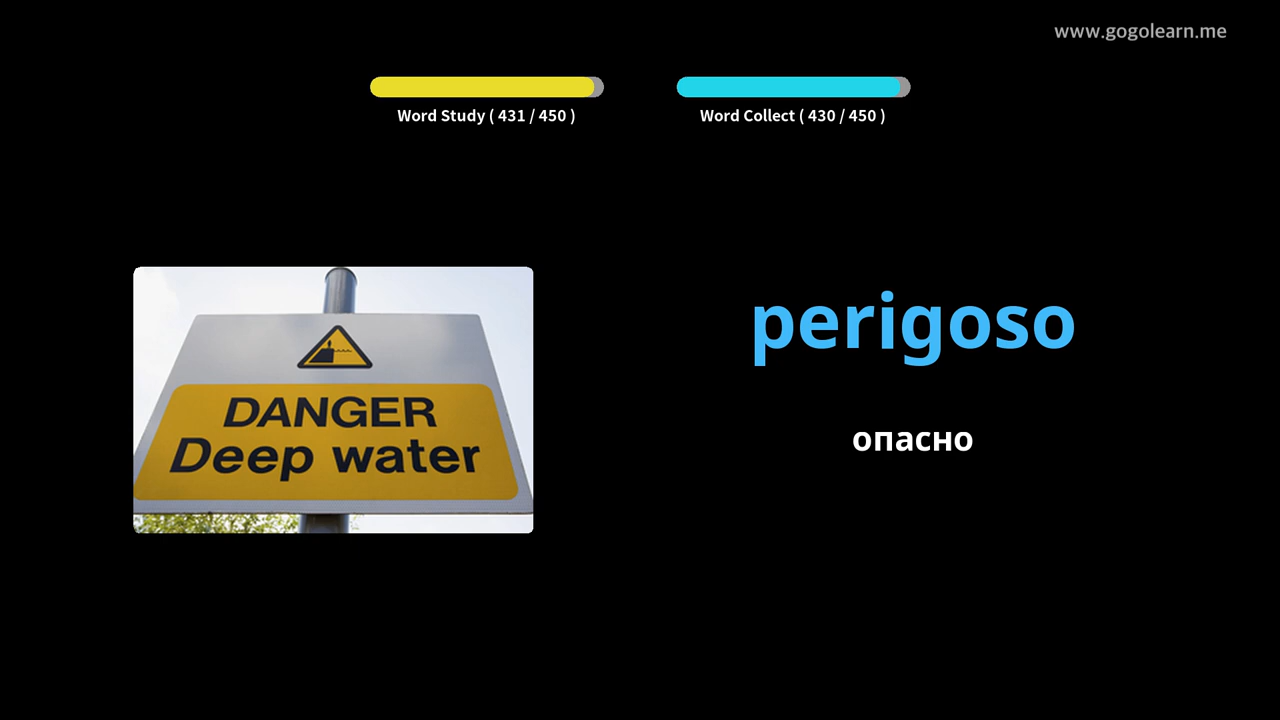 www.gogolearn.me
Word Study ( 431 / 450 )
Word Collect ( 430 / 450 )
DANGER
Deep water
perigoso
опасно